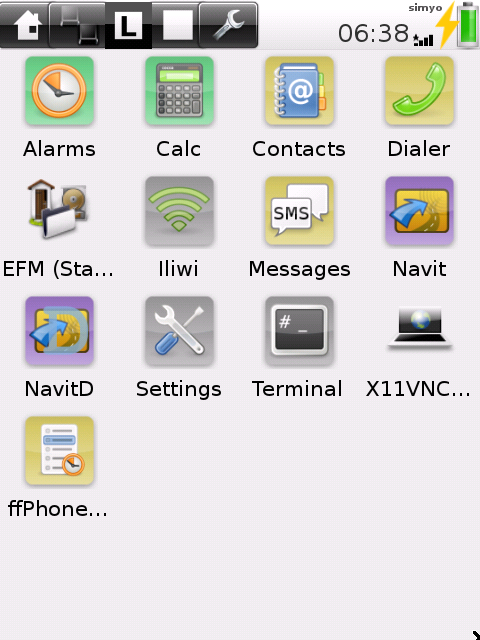 L
simyo
06:38
Alarms
Calc
Contacts
Dialer
@
EFM (Sta...
Iliwi
SMS
Messages
Navit
NavitD
Settings
# _
Terminal
X11VNC...
ffPhone...